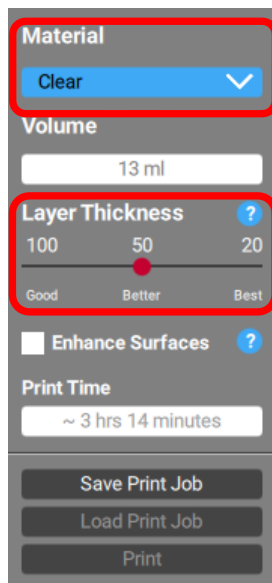 Material
Clear
Volume
13 ml
Layer Thickness ?
100 50 20
Good Better Best
Enhance Surfaces ?
Print Time
~ 3 hrs 14 minutes
Save Print Job
Load Print Job
Print